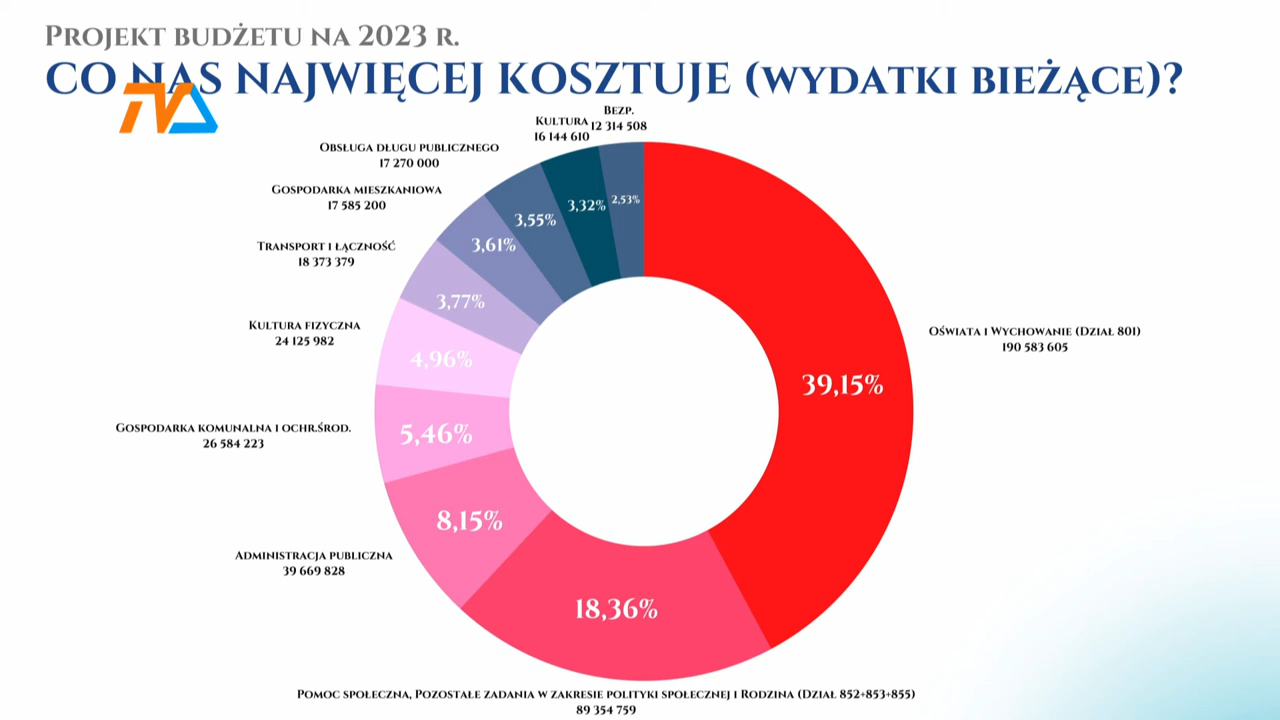 Projekt budżetu na 2023 r.
CO NAS NAJWIĘCEJ KOSZTUJE (WYDATKI BIEŻĄCE)?
TVA
Bezp.
12 314 508
Kultura
16 144 610
Obsługa długu publicznego
17 270 000
Gospodarka mieszkaniowa
17 585 200
Transport i łączność
18 373 379
Kultura fizyczna
24 125 982
Gospodarka komunalna i ochr.środ.
26 584 223
Administracja publiczna
39 669 828
Oświata i Wychowanie (Dział 801)
190 583 605
2,53%
3,32%
3,55%
3,61%
3,77%
4,96%
5,46%
8,15%
18,36%
39,15%
Pomoc społeczna, Pozostałe zadania w zakresie polityki społecznej i Rodzina (Dział 852+853+855)
89 354 759